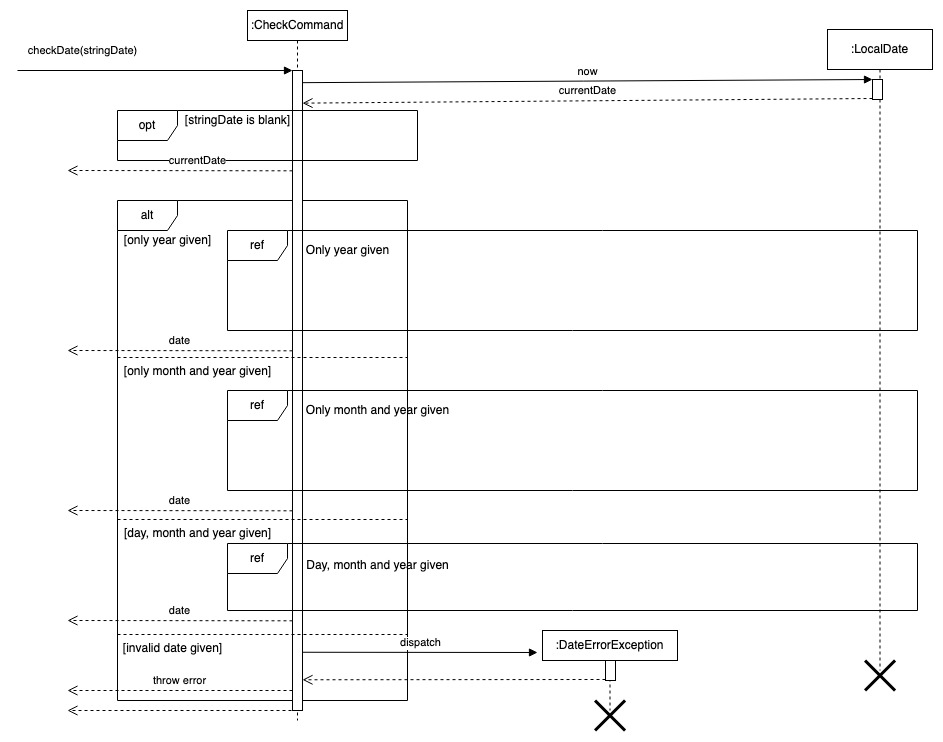 :CheckCommand
:LocalDate
checkDate(stringDate)
now
currentDate
opt
[stringDate is blank]
currentDate
alt
[only year given]
ref
Only year given
date
[only month and year given]
ref
Only month and year given
date
[day, month and year given]
ref
Day, month and year given
date
[invalid date given]
dispatch
:DateErrorException
throw error